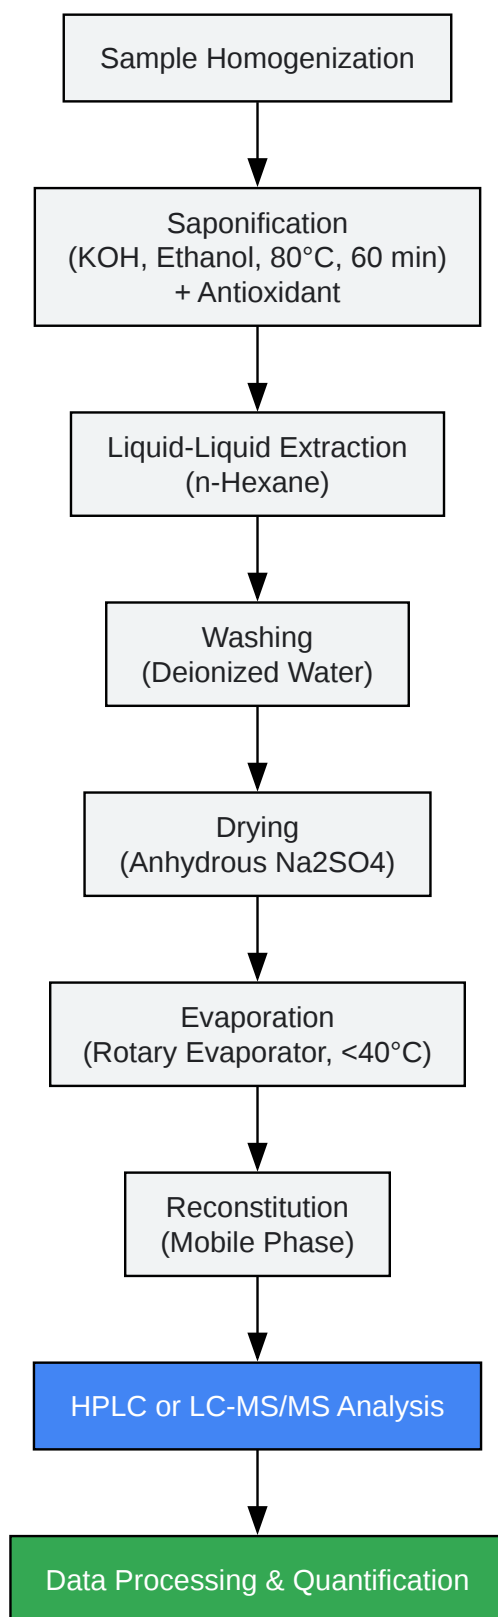 Sample Homogenization
Saponification
(KOH, Ethanol, 80°C, 60 min)
+ Antioxidant
Liquid-Liquid Extraction
(n-Hexane)
Washing
(Deionized Water)
Drying
(Anhydrous Na2SO4)
Evaporation
(Rotary Evaporator, <40°C)
Reconstitution
(Mobile Phase)
HPLC or LC-MS/MS Analysis
Data Processing & Quantification